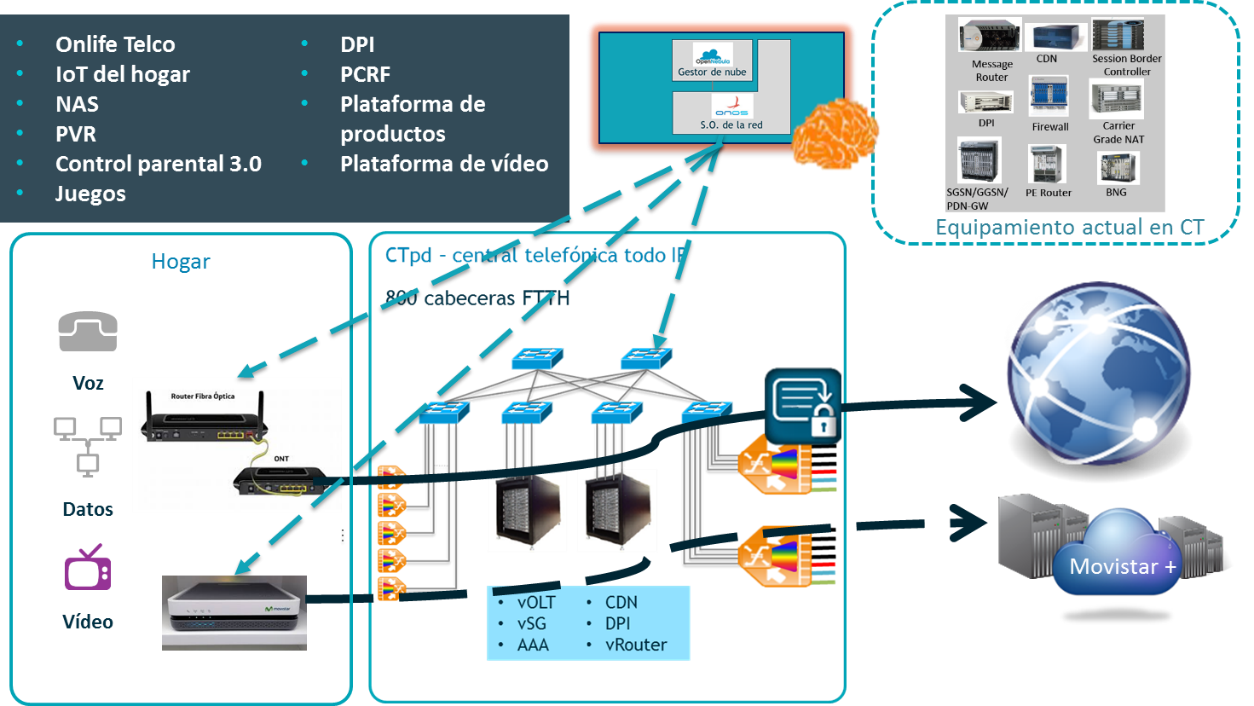 Onlife Telco
IoT del hogar
NAS
PVR
Control parental 3.0
Juegos
DPI
PCRF
Plataforma de
productos
Plataforma de vídeo
OpenNebula
Gestor de nube
onos
S.O. de la red
Message
Router
CDN
Session Border
Controller
DPI
Firewall
Carrier
Grade NAT
SGSN/GGSN/
PDN-GW
PE Router
BNG
Equipamiento actual en CT
Hogar
Voz
Datos
Vídeo
Router Fibra Óptica
ONT
movistar
CTpd - central telefónica todo IP
800 cabeceras FTTH
• vOLT
• vSG
• AAA
• CDN
• DPI
• vRouter
Movistar +